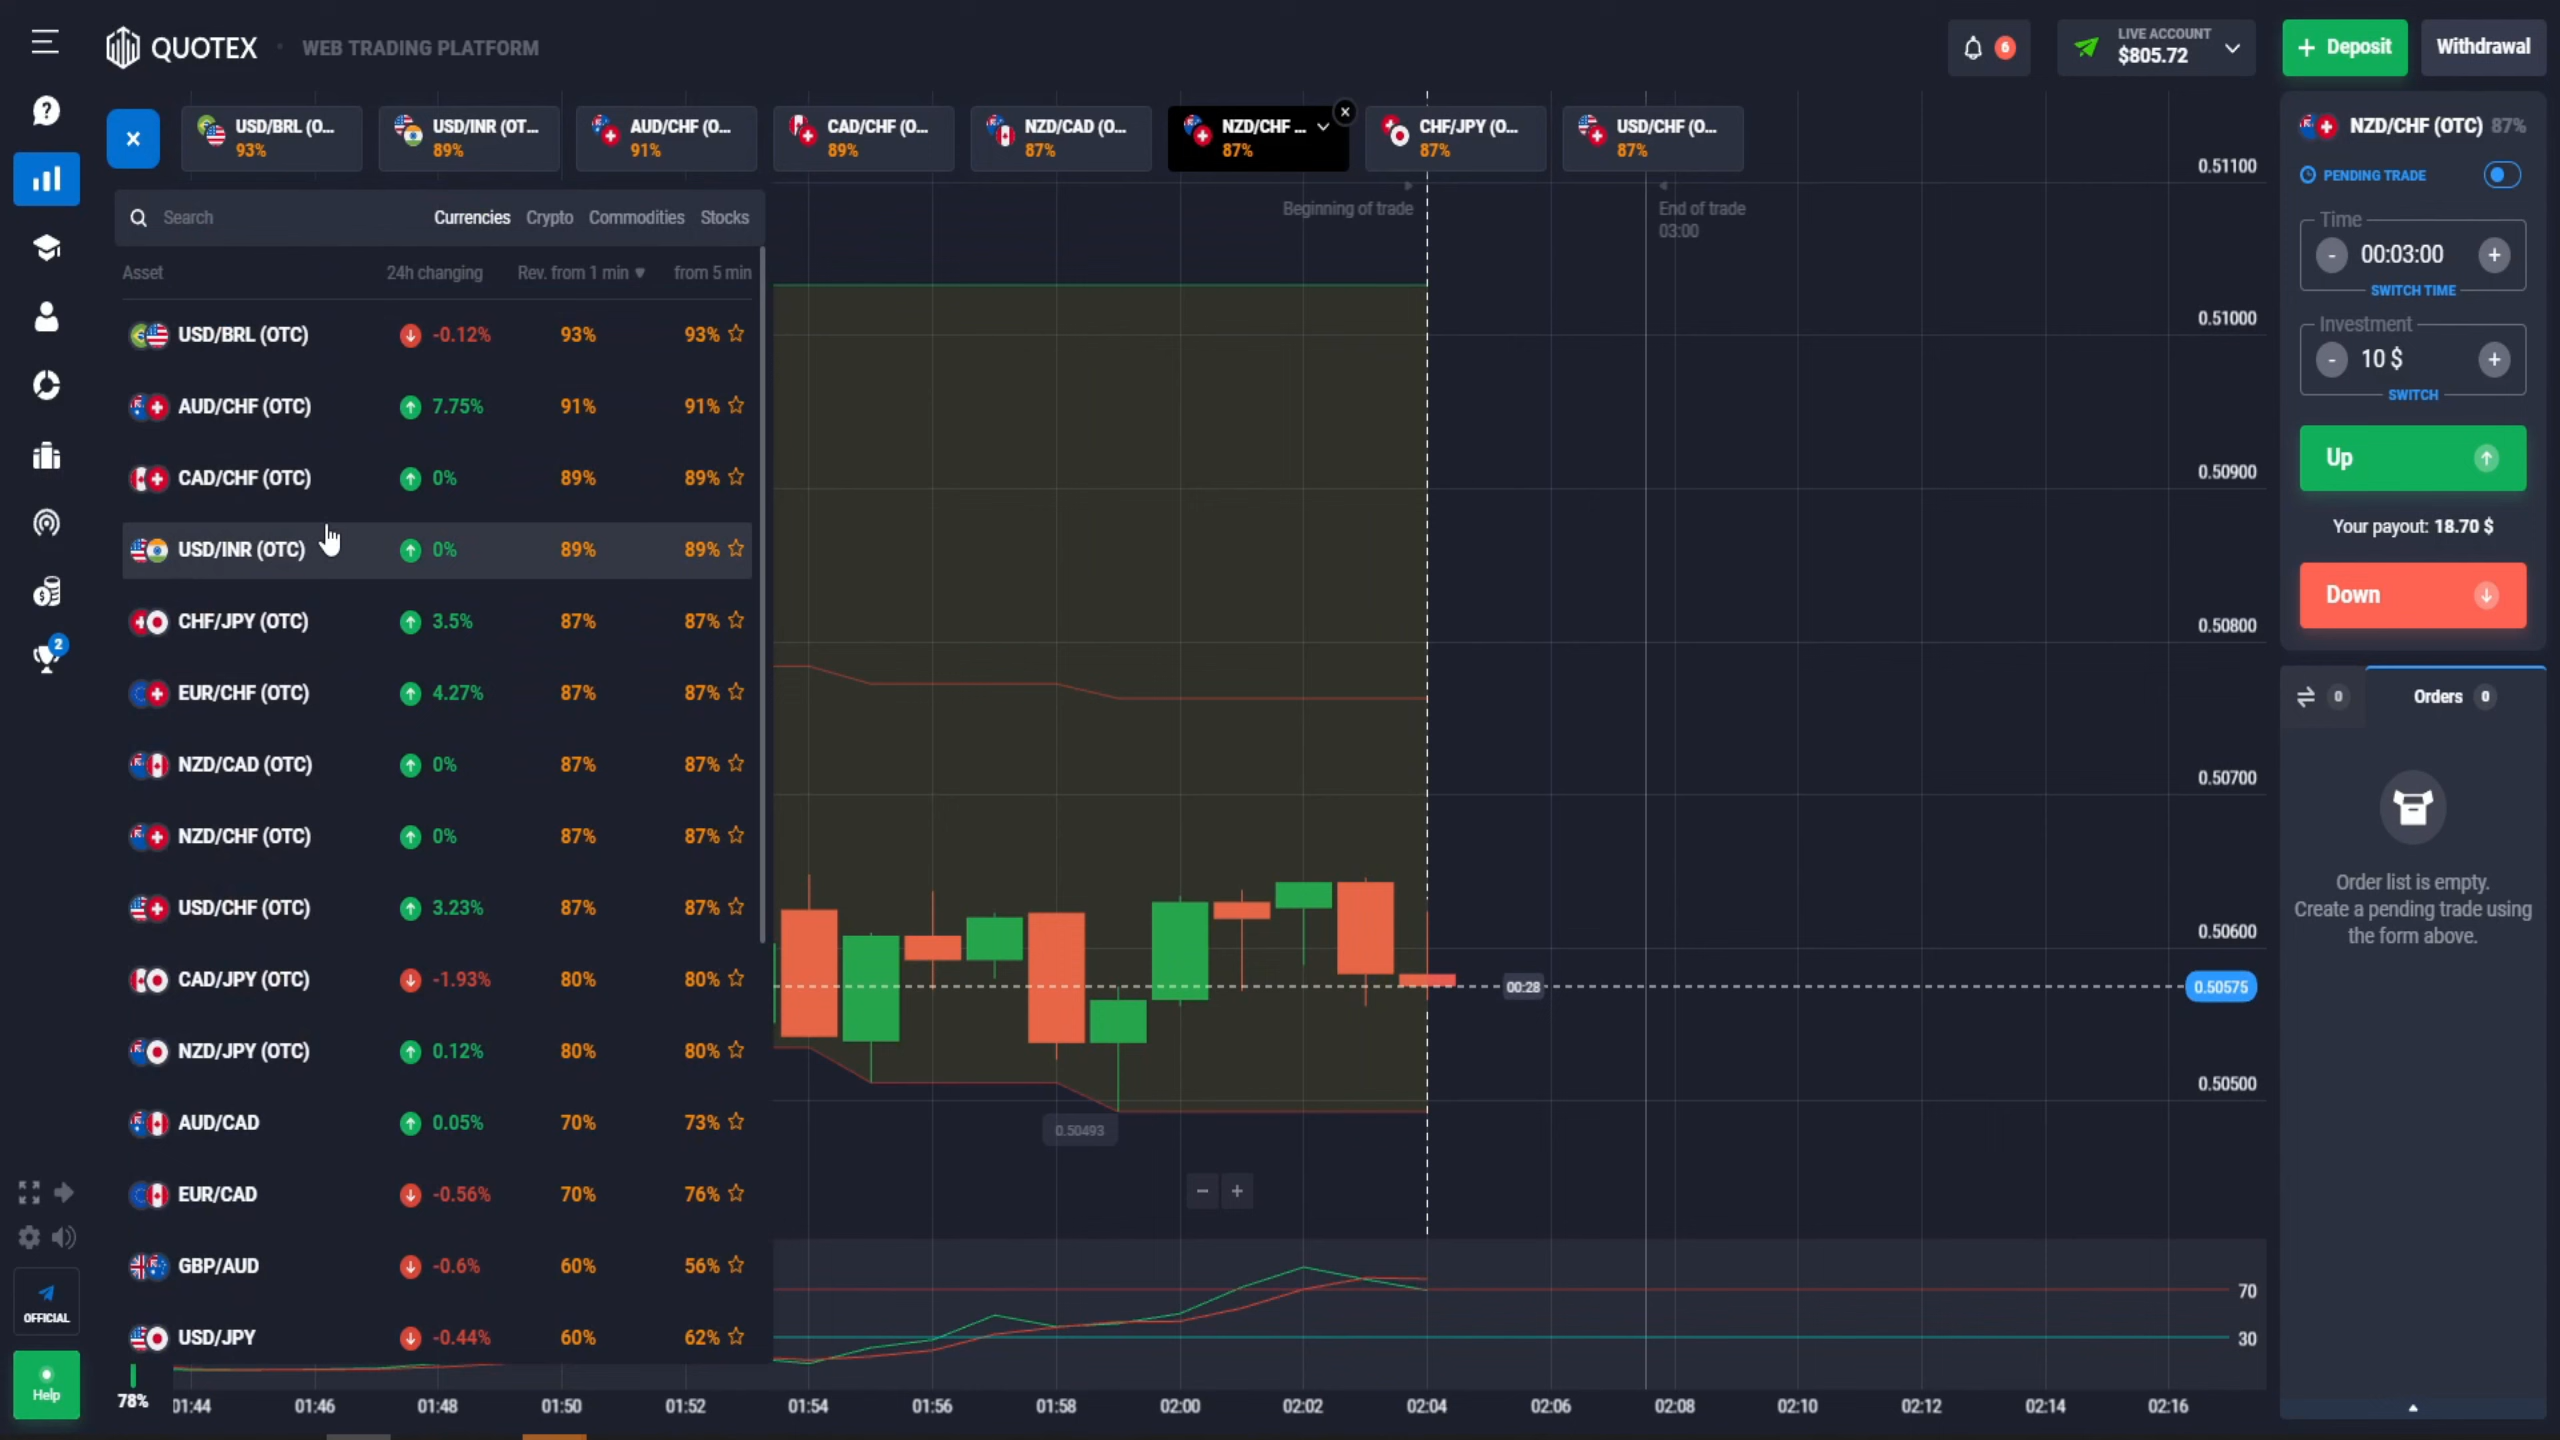 QUOTEX • WEB TRADING PLATFORM
6
LIVE ACCOUNT
$805.72
+ Deposit
Withdrawal
USD/BRL (O...
93%
USD/INR (OT...
89%
AUD/CHF (O...
91%
CAD/CHF (O...
89%
NZD/CAD (O...
87%
NZD/CHF ...
87%
CHF/JPY (O...
87%
USD/CHF (O...
87%
Search Currencies Crypto Commodities Stocks
Asset 24h changing Rev. from 1 min from 5 min
USD/BRL (OTC) -0.12% 93% 93%
AUD/CHF (OTC) 7.75% 91% 91%
CAD/CHF (OTC) 0% 89% 89%
USD/INR (OTC) 0% 89% 89%
CHF/JPY (OTC) 3.5% 87% 87%
EUR/CHF (OTC) 4.27% 87% 87%
NZD/CAD (OTC) 0% 87% 87%
NZD/CHF (OTC) 0% 87% 87%
USD/CHF (OTC) 3.23% 87% 87%
CAD/JPY (OTC) -1.93% 80% 80%
NZD/JPY (OTC) 0.12% 80% 80%
AUD/CAD 0.05% 70% 73%
EUR/CAD -0.56% 70% 76%
GBP/AUD -0.6% 60% 56%
USD/JPY -0.44% 60% 62%
2
OFFICIAL
Help
78%
Beginning of trade
End of trade
03:00
0.51100
0.51000
0.50900
0.50800
0.50700
0.50600
0.50575
0.50500
00:28
0.50493
- +
70
30
01:44 01:46 01:48 01:50 01:52 01:54 01:56 01:58 02:00 02:02 02:04 02:06 02:08 02:10 02:12 02:14 02:16
NZD/CHF (OTC) 87%
PENDING TRADE
Time
- 00:03:00 +
SWITCH TIME
Investment
- 10 $ +
SWITCH
Up
Your payout: 18.70 $
Down
0
Orders 0
Order list is empty.
Create a pending trade using
the form above.